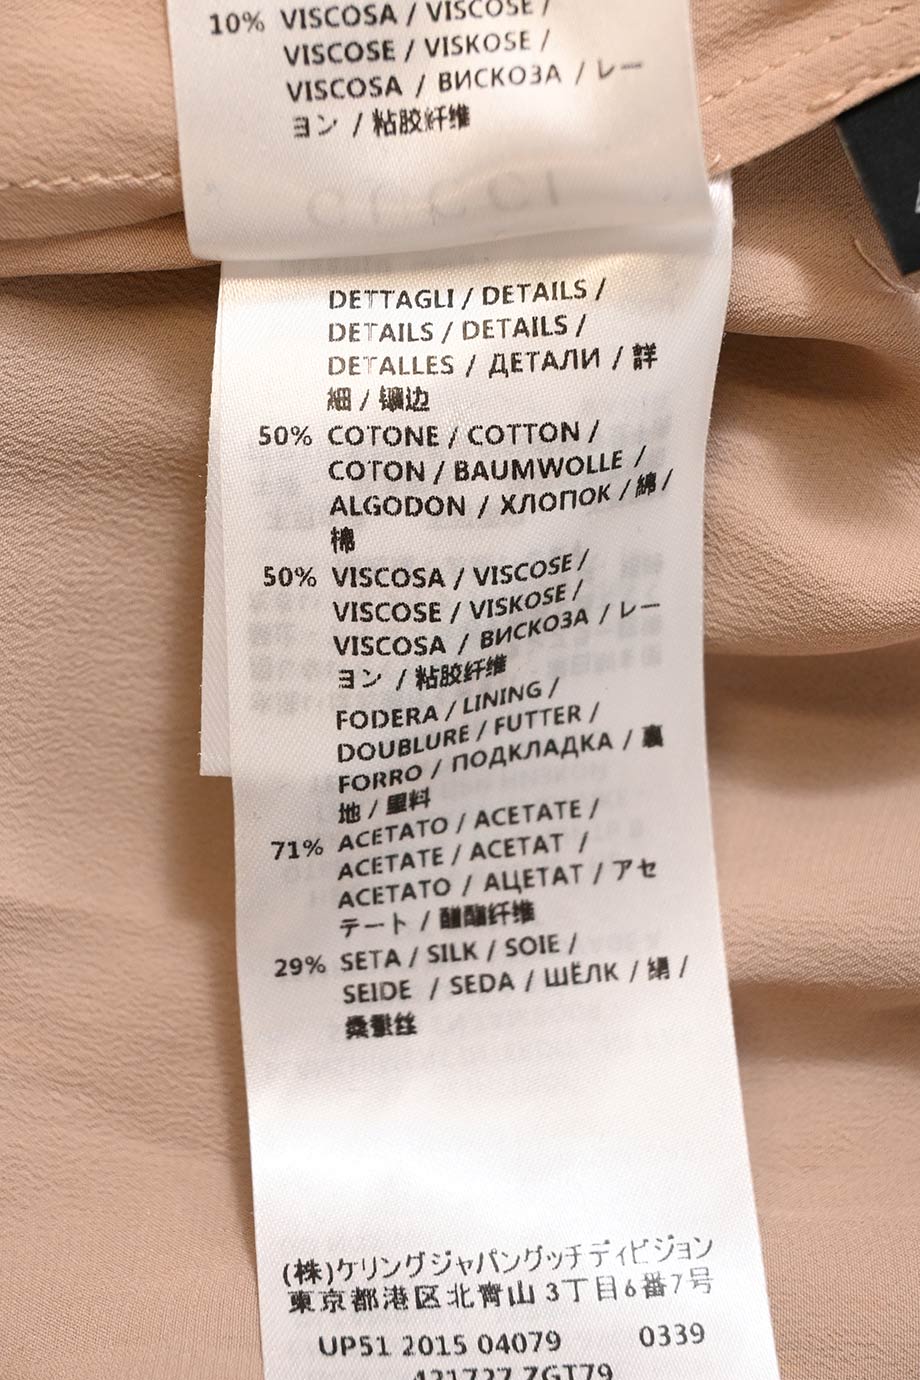 10% VISCOSA / VISCOSE /
VISCOSE / VISKOSE /
VISCOSA / ВИСКОЗА / レー
ヨン / 粘胶纤维
DETTAGLI / DETAILS /
DETAILS / DETAILS /
DETALLES / ДЕТАЛИ / 詳
細 / 镶边
50% COTONE / COTTON /
COTON / BAUMWOLLE /
ALGODON / ХЛОПОК / 綿 /
棉
50% VISCOSA / VISCOSE /
VISCOSE / VISKOSE /
VISCOSA / ВИСКОЗА / レー
ヨン / 粘胶纤维
FODERA / LINING /
DOUBLURE / FUTTER /
FORRO / ПОДКЛАДКА / 裏
地 / 里料
71% ACETATO / ACETATE /
ACETATE / ACETAT /
ACETATO / АЦЕТАТ / アセ
テート / 醋酯纤维
29% SETA / SILK / SOIE /
SEIDE / SEDA / ШЁЛК / 絹 /
桑蚕丝
(株)ケリングジャパングッチディビジョン
東京都港区北青山 3丁目6番7号
UP51 2015 04079 0339
421727 ZGT79